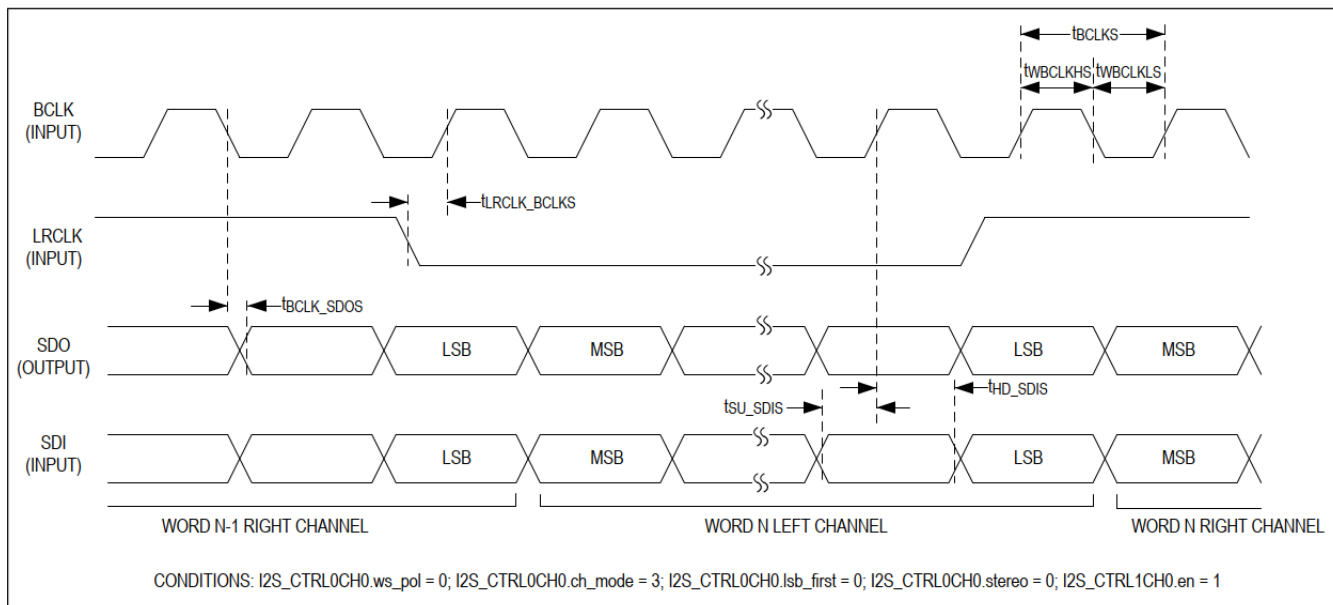 tBCLKS
tWBCLKHS tWBCLKLS
BCLK
(INPUT)
tLRCLK_BCLKS
LRCLK
(INPUT)
tBCLK_SDOS
SDO
(OUTPUT)
LSB MSB LSB MSB
tHD_SDIS
tSU_SDIS
SDI
(INPUT)
LSB MSB LSB MSB
WORD N-1 RIGHT CHANNEL WORD N LEFT CHANNEL WORD N RIGHT CHANNEL
CONDITIONS: I2S_CTRL0CH0.ws_pol = 0; I2S_CTRL0CH0.ch_mode = 3; I2S_CTRL0CH0.lsb_first = 0; I2S_CTRL0CH0.stereo = 0; I2S_CTRL1CH0.en = 1